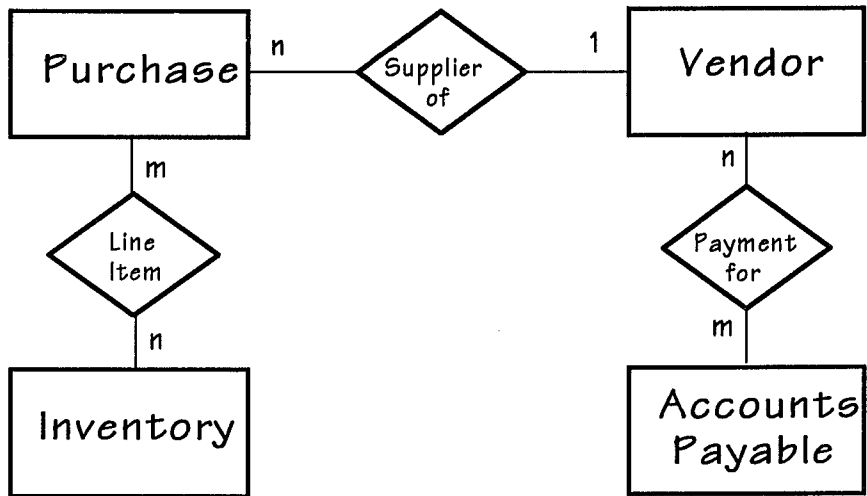 Purchase
n
Supplier
of
1
Vendor
m
n
Line
Item
Payment
for
n
m
Inventory
Accounts
Payable